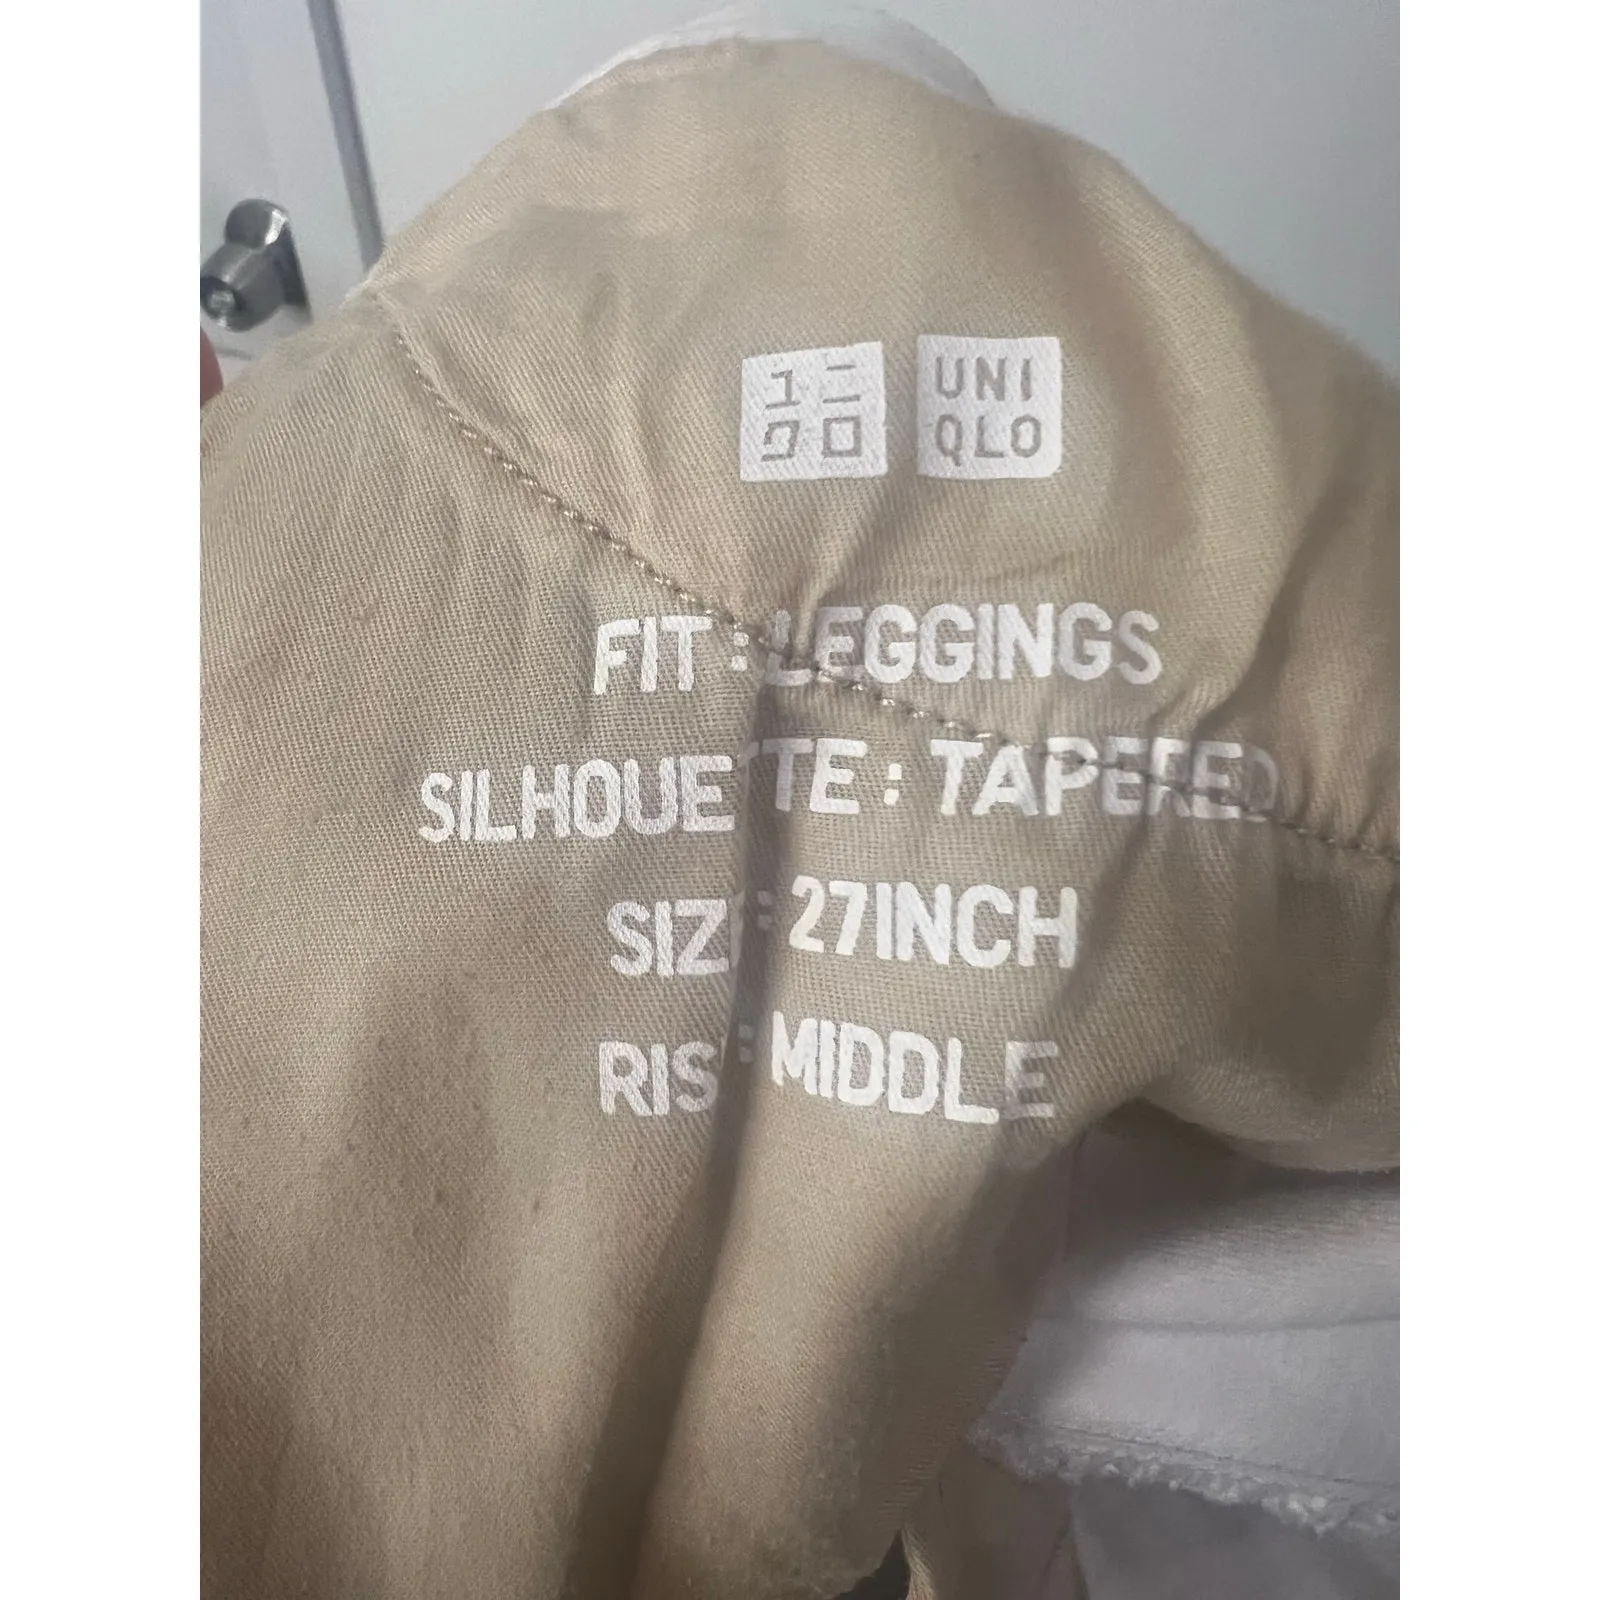 ユニ UNI
クロ QLO
FIT : LEGGINGS
SILHOUETTE : TAPERED
SIZE : 27INCH
RISE : MIDDLE